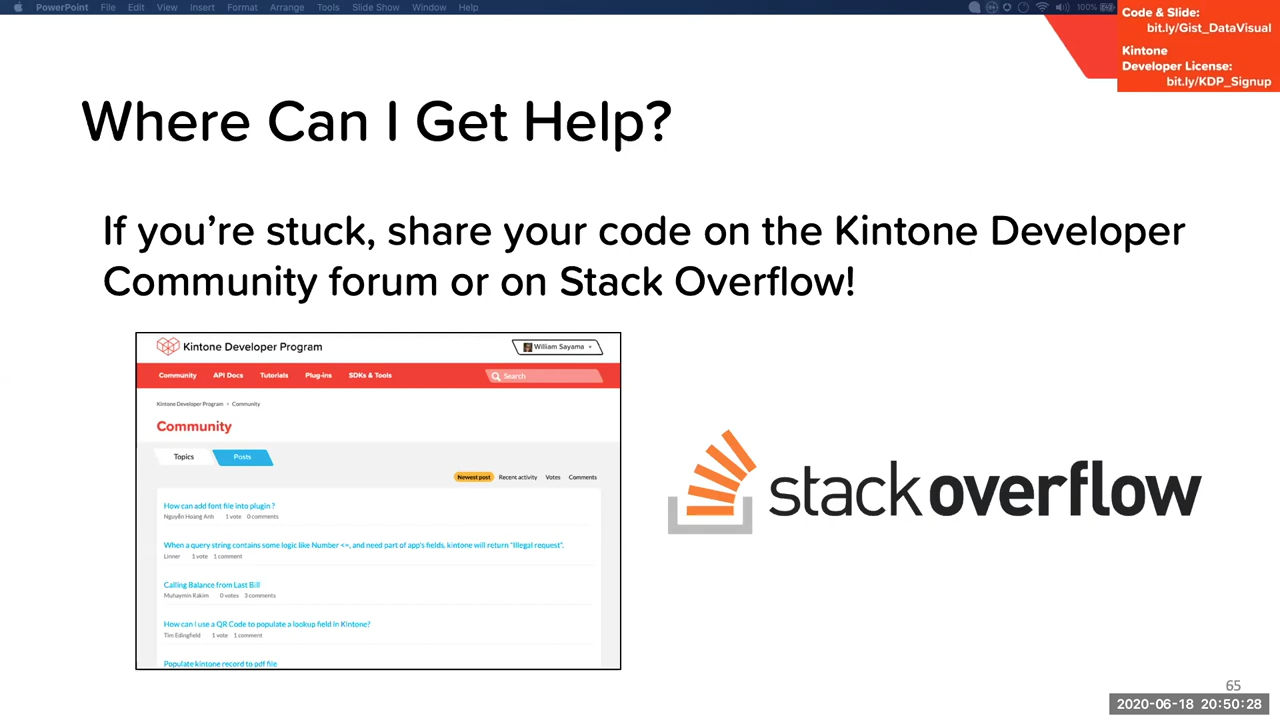 PowerPoint File Edit View Insert Format Arrange Tools Slide Show Window Help 100%
Code & Slide:
bit.ly/Gist_DataVisual
Kintone
Developer License:
bit.ly/KDP_Signup
Where Can I Get Help?
If you’re stuck, share your code on the Kintone Developer
Community forum or on Stack Overflow!
Kintone Developer Program
William Sayama
Community API Docs Tutorials Plug-ins SDKs & Tools Search
Kintone Developer Program > Community
Community
Topics Posts
Newest post Recent activity Votes Comments
How can add font file into plugin ?
Nguyễn Hoang Anh 1 vote 0 comments
When a query string contains some logic like Number <=, and need part of app's fields, kintone will return "Illegal request".
Linner 1 vote 1 comment
Calling Balance from Last Bill
Muhaymin Rakim 0 votes 3 comments
How can I use a QR Code to populate a lookup field in Kintone?
Tim Edingfield 1 vote 1 comment
Populate kintone record to pdf file
stackoverflow
65
2020-06-18 20:50:28